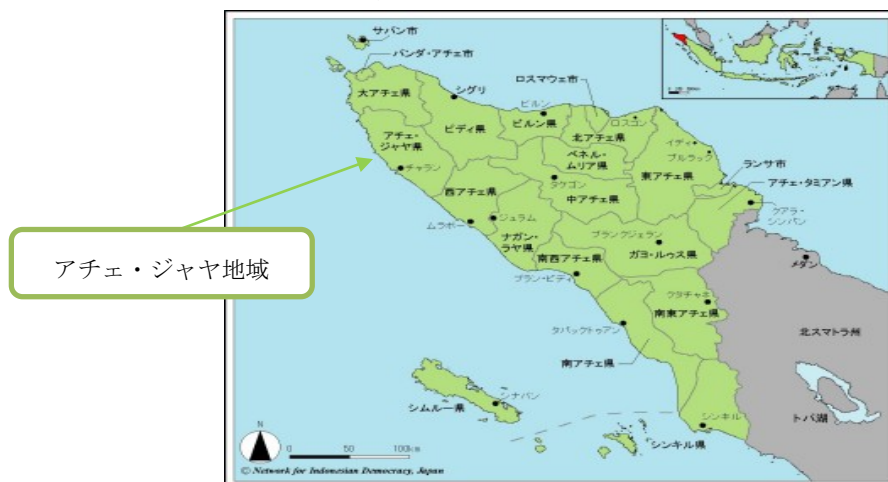 サバン市
バンダ・アチェ市
大アチェ県
シグリ
ロスマウェ市
ビルン
ピディ県
ビルン県
北アチェ県
ロスコン
アチェ・
ジャヤ県
チャラン
ベネル・
ムリア県
イディ
プルラック
ランサ市
タケゴン
東アチェ県
アチェ・タミアン県
西アチェ県
中アチェ県
クアラ・
シンパン
ムラボー
ジュラム
ナガン・
ラヤ県
ブランクジェラン
ガヨ・ルウス県
南西アチェ県
メダン
アチェ・ジャヤ地域
ブラン・ピディ
クタチャネ
南東アチェ県
タパックトゥアン
北スマトラ州
南アチェ県
シナバン
シムルー県
シンキル
トバ湖
シンキル県
N
0 50 100km
© Network for Indonesian Democracy, Japan